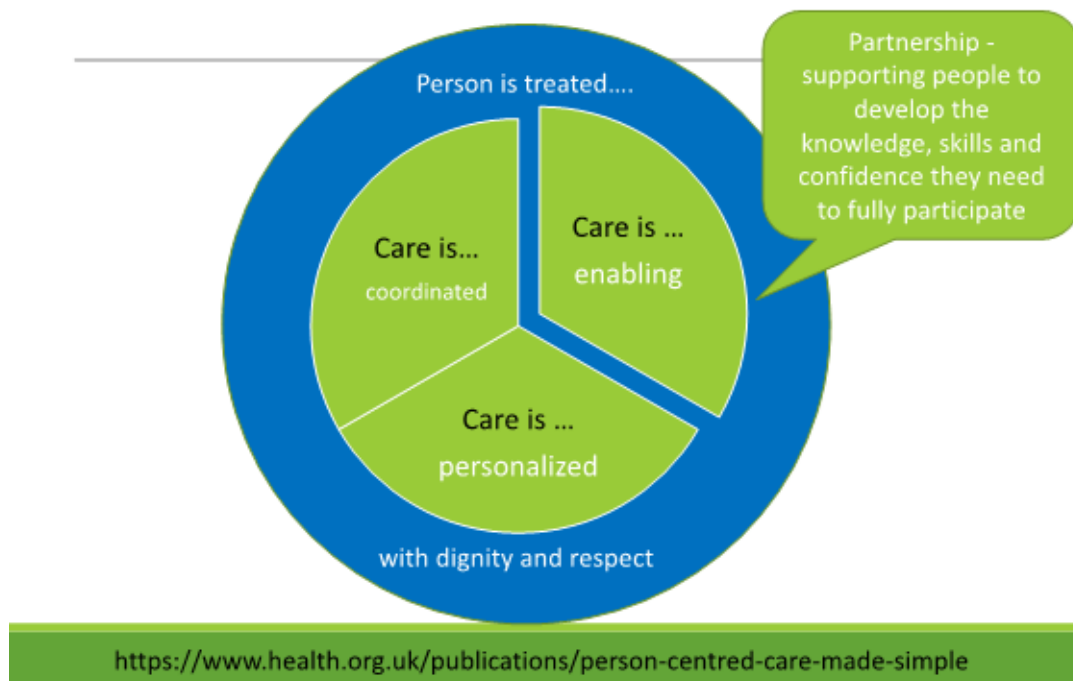 Person is treated....
Care is...
coordinated
Care is ...
enabling
Care is ...
personalized
with dignity and respect
Partnership -
supporting people to
develop the
knowledge, skills and
confidence they need
to fully participate
https://www.health.org.uk/publications/person-centred-care-made-simple